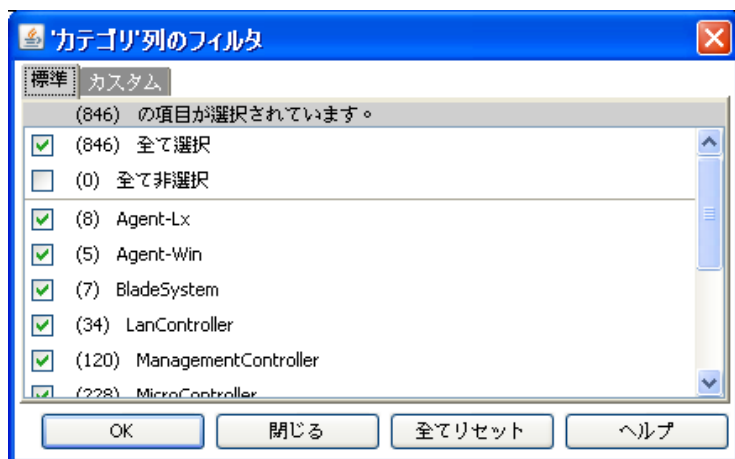 'カテゴリ'列のフィルタ
標準 カスタム
(846) の項目が選択されています。
(846) 全て選択
(0) 全て非選択
(8) Agent-Lx
(5) Agent-Win
(7) BladeSystem
(34) LanController
(120) ManagementController
(228) MicroController
OK 閉じる 全てリセット ヘルプ